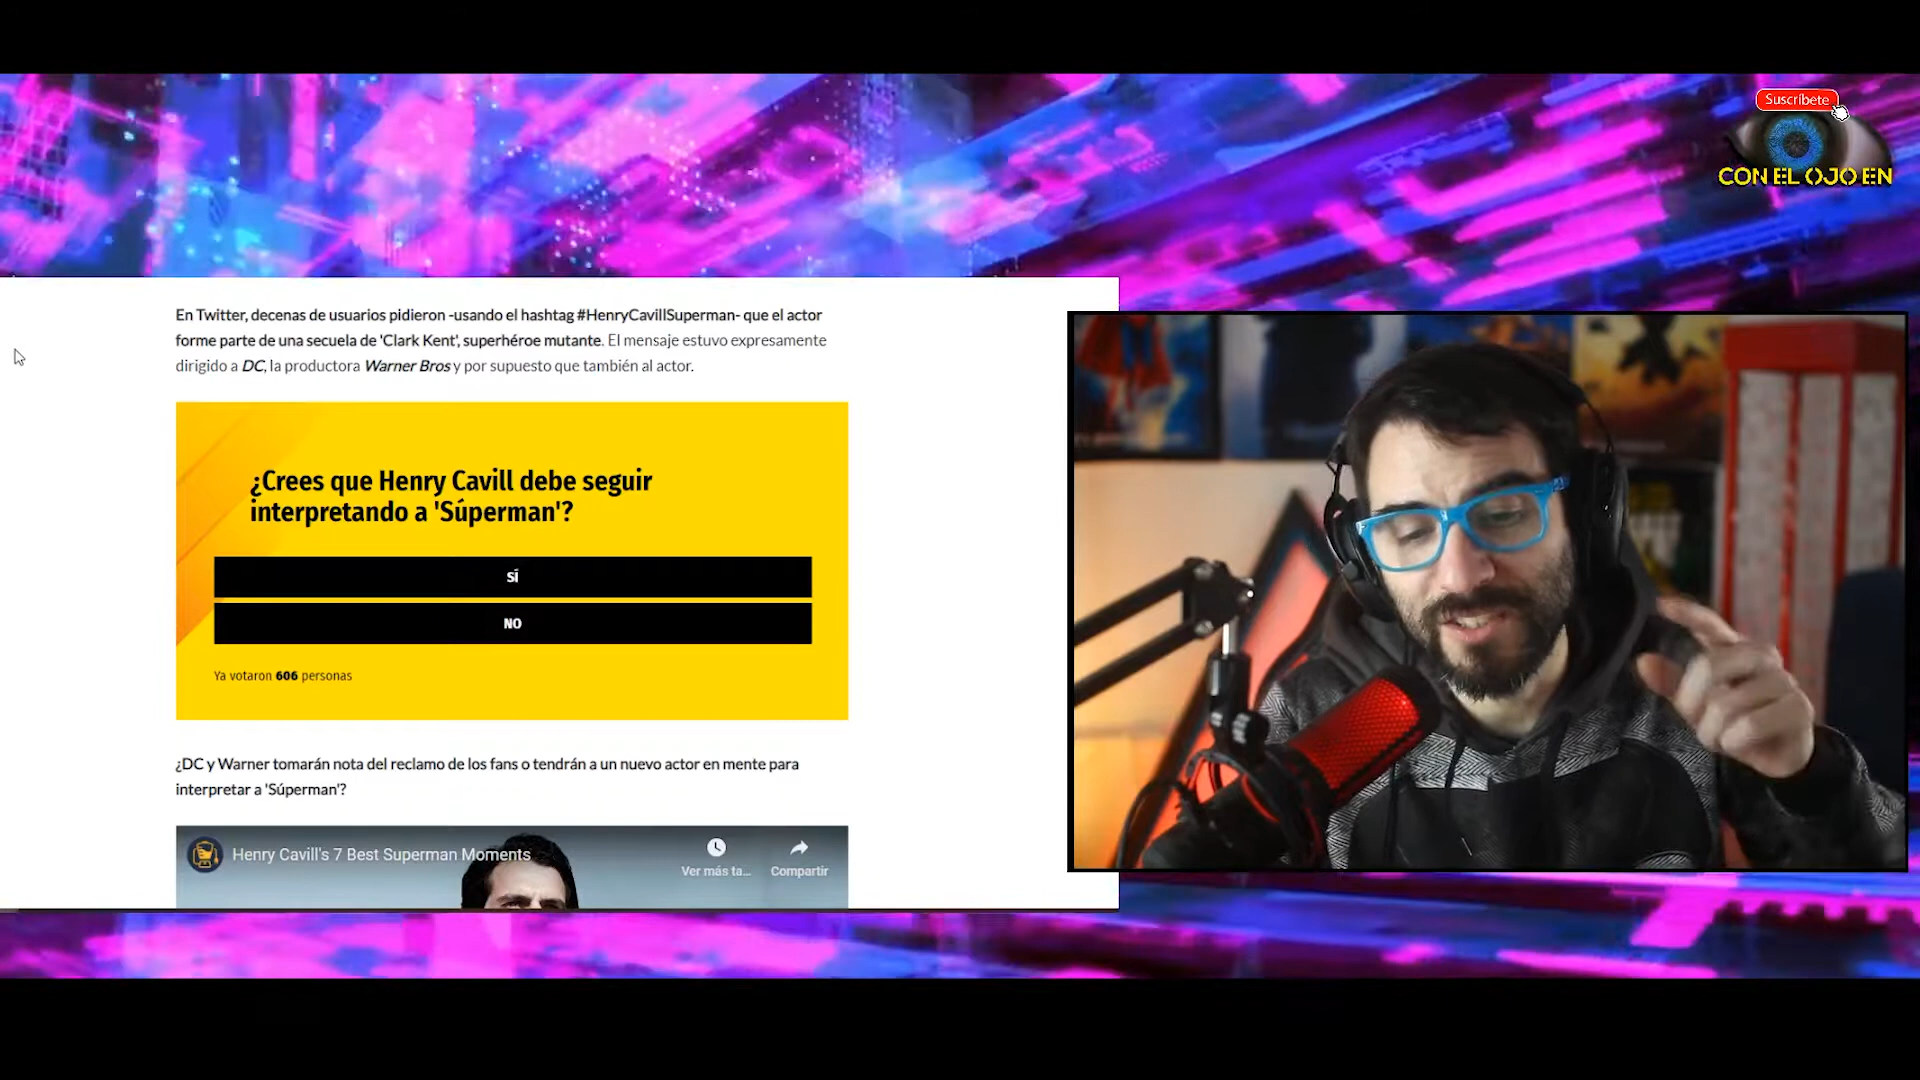 Suscríbete
CON EL OJO EN
En Twitter, decenas de usuarios pidieron -usando el hashtag #HenryCavillSuperman- que el actor
forme parte de una secuela de 'Clark Kent', superhéroe mutante. El mensaje estuvo expresamente
dirigido a DC, la productora Warner Bros y por supuesto que también al actor.
¿Crees que Henry Cavill debe seguir
interpretando a 'Súperman'?
SÍ
NO
Ya votaron 606 personas
¿DC y Warner tomarán nota del reclamo de los fans o tendrán a un nuevo actor en mente para
interpretar a 'Súperman'?
Henry Cavill's 7 Best Superman Moments
Ver más ta...
Compartir